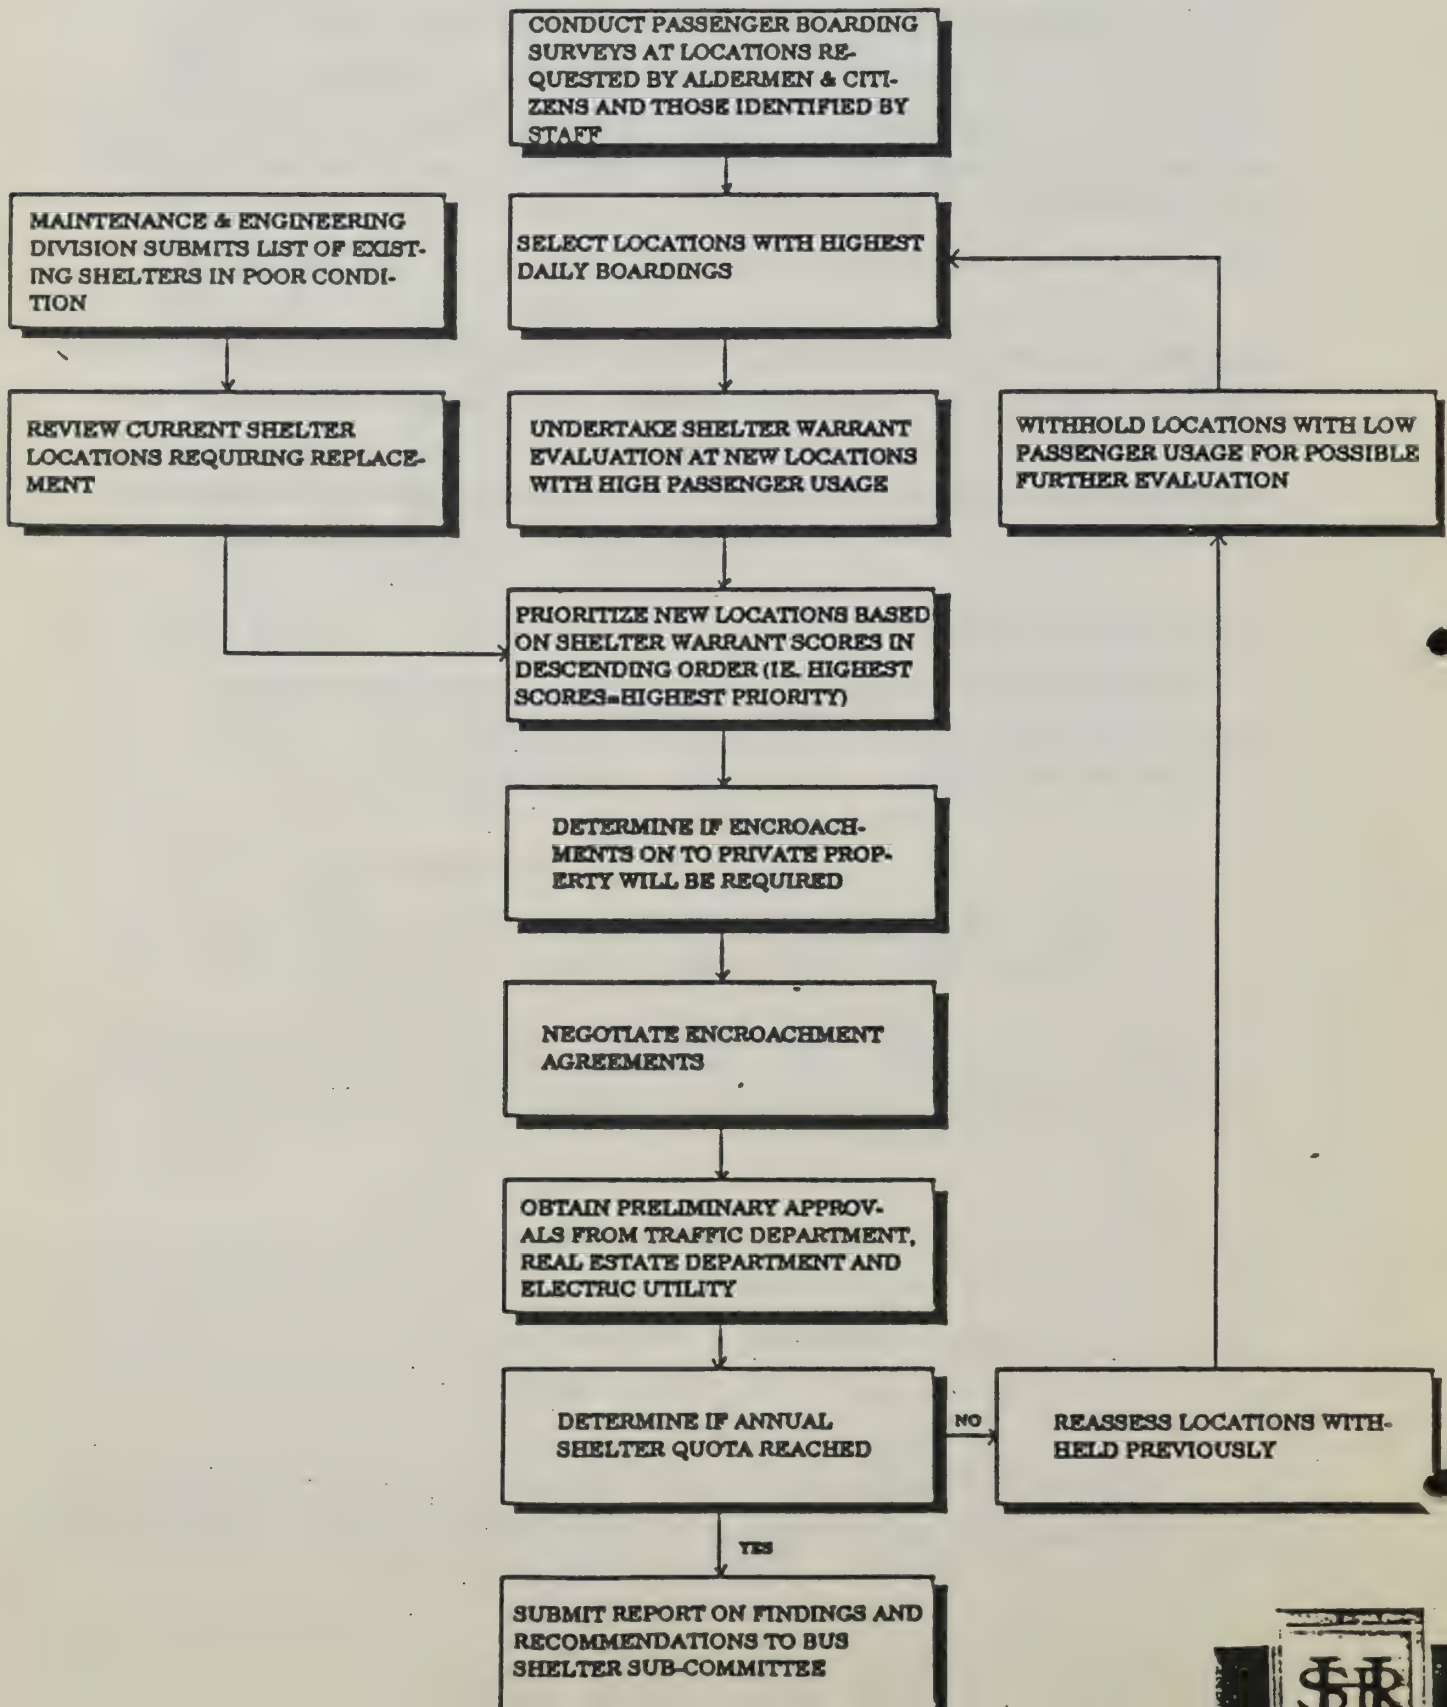 CONDUCT PASSENGER BOARDING
SURVEYS AT LOCATIONS RE-
QUESTED BY ALDERMEN & CITI-
ZENS AND THOSE IDENTIFIED BY
STAFF
MAINTENANCE & ENGINEERING
DIVISION SUBMITS LIST OF EXIST-
ING SHELTERS IN POOR CONDI-
TION
SELECT LOCATIONS WITH HIGHEST
DAILY BOARDINGS
REVIEW CURRENT SHELTER
LOCATIONS REQUIRING REPLACE-
MENT
UNDERTAKE SHELTER WARRANT
EVALUATION AT NEW LOCATIONS
WITH HIGH PASSENGER USAGE
WITHHOLD LOCATIONS WITH LOW
PASSENGER USAGE FOR POSSIBLE
FURTHER EVALUATION
PRIORITIZE NEW LOCATIONS BASED
ON SHELTER WARRANT SCORES IN
DESCENDING ORDER (IE. HIGHEST
SCORES=HIGHEST PRIORITY)
DETERMINE IF ENCROACH-
MENTS ON TO PRIVATE PROP-
ERTY WILL BE REQUIRED
NEGOTIATE ENCROACHMENT
AGREEMENTS
OBTAIN PRELIMINARY APPROV-
ALS FROM TRAFFIC DEPARTMENT,
REAL ESTATE DEPARTMENT AND
ELECTRIC UTILITY
DETERMINE IF ANNUAL
SHELTER QUOTA REACHED
NO
REASSESS LOCATIONS WITH-
HELD PREVIOUSLY
YES
SUBMIT REPORT ON FINDINGS AND
RECOMMENDATIONS TO BUS
SHELTER SUB-COMMITTEE